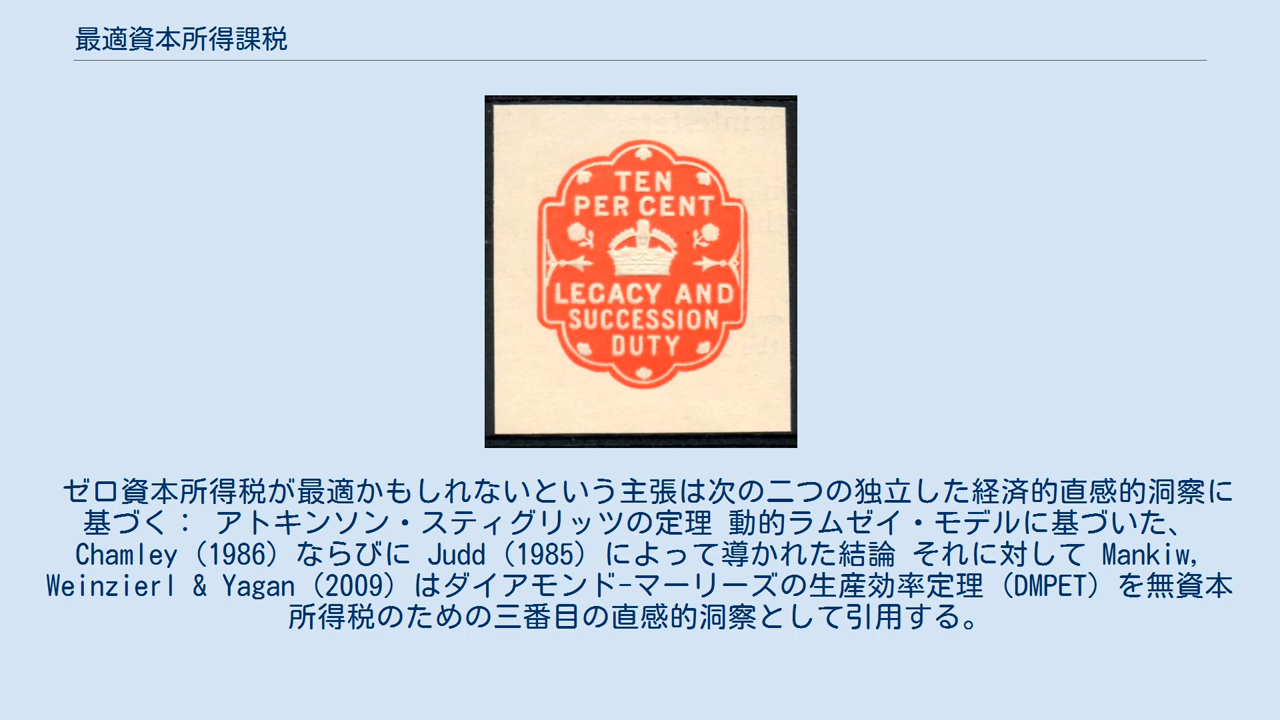 最適資本所得課税
TEN
PER CENT
LEGACY AND
SUCCESSION
DUTY
ゼロ資本所得税が最適かもしれないという主張は次の二つの独立した経済的直感的洞察に
基づく： アトキンソン・スティグリッツの定理 動的ラムゼイ・モデルに基づいた、
Chamley (1986) ならびに Judd (1985) によって導かれた結論 それに対して Mankiw,
Weinzierl & Yagan (2009) はダイアモンド-マーリーズの生産効率定理 (DMPET) を無資本
所得税のための三番目の直感的洞察として引用する。